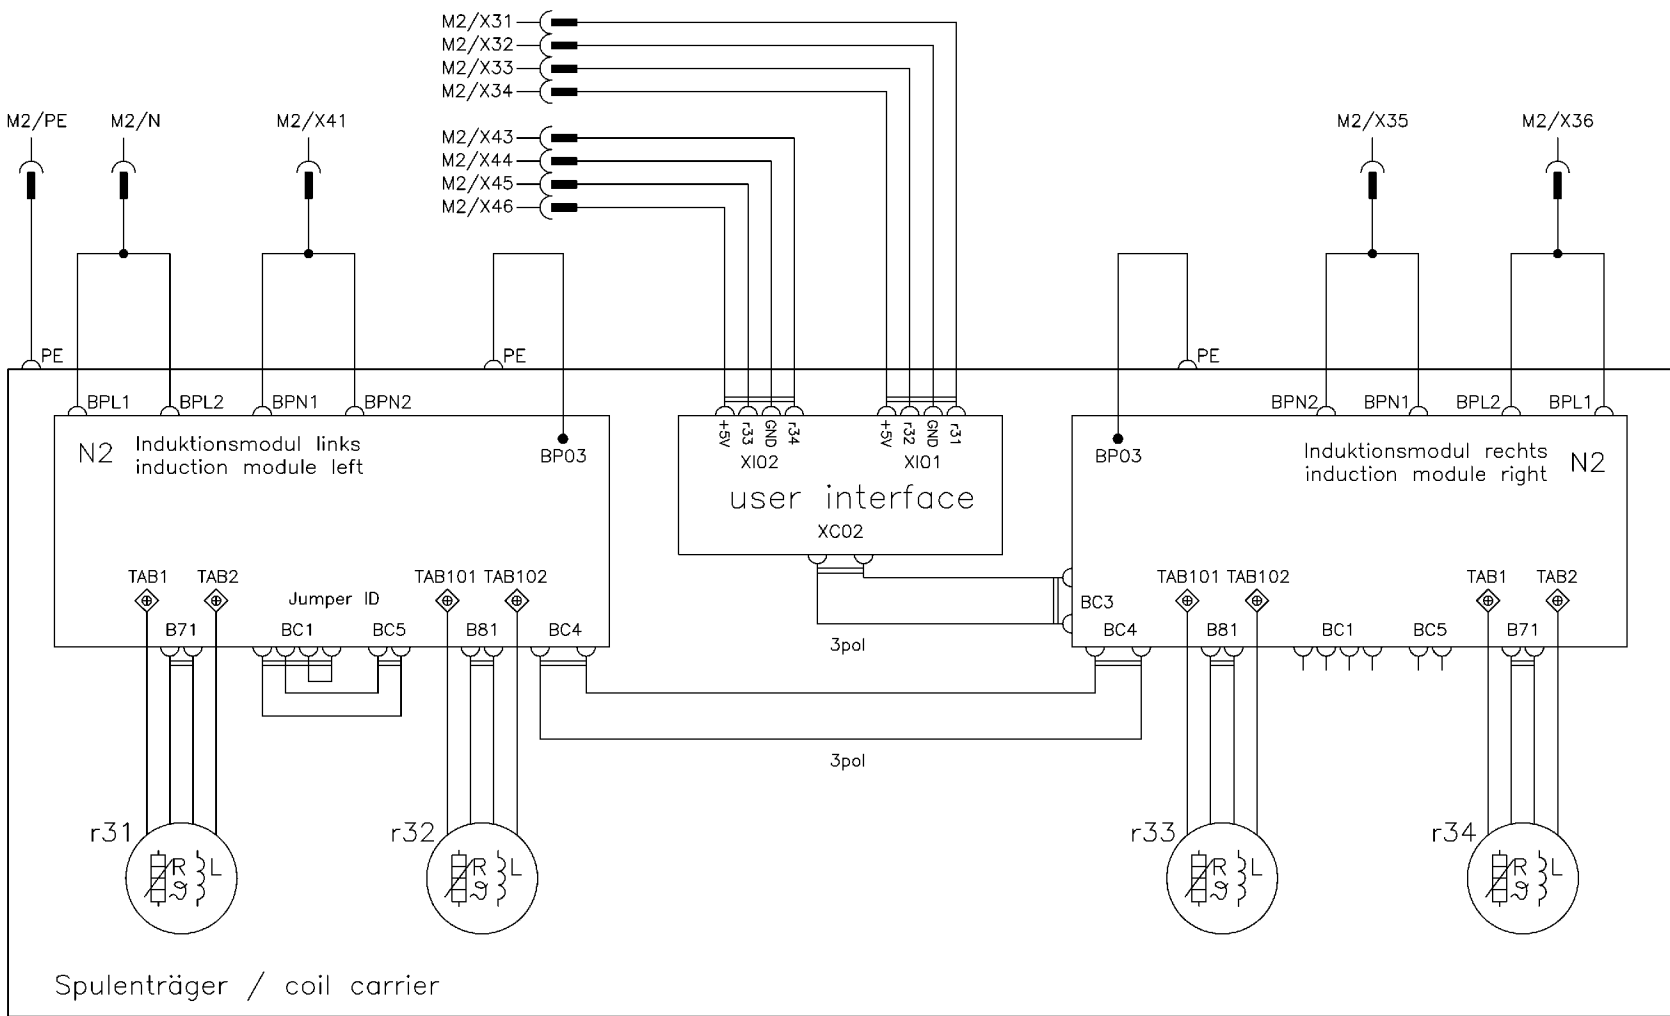 M2/X31
M2/X32
M2/X33
M2/X34
M2/PE
M2/N
M2/X41
M2/X43
M2/X44
M2/X45
M2/X46
M2/X35
M2/X36
PE
PE
PE
BPL1
BPL2
BPN1
BPN2
BPN2
BPN1
BPL2
BPL1
N2
Induktionsmodul links
induction module left
BP03
+5V
r33
GND
r34
+5V
r32
GND
r31
XI02
XI01
user interface
XC02
BP03
Induktionsmodul rechts
induction module right
N2
TAB1
TAB2
Jumper ID
TAB101
TAB102
B71
BC1
BC5
B81
BC4
3pol
BC3
TAB101
TAB102
TAB1
TAB2
BC4
B81
BC1
BC5
B71
3pol
r31
R
ϑ
L
r32
R
ϑ
L
r33
R
ϑ
L
r34
R
ϑ
L
Spulenträger / coil carrier